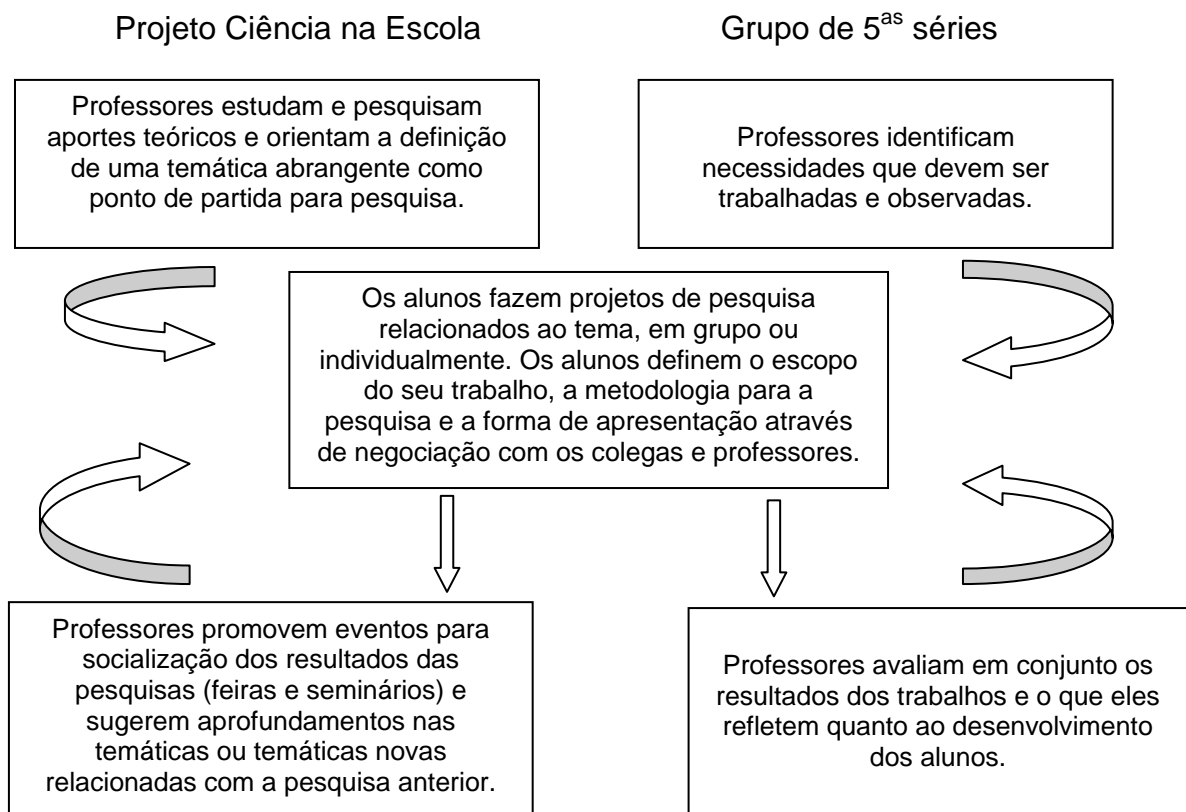 Projeto Ciência na Escola
Grupo de 5as séries
Professores estudam e pesquisam
aportes teóricos e orientam a definição
de uma temática abrangente como
ponto de partida para pesquisa.
Professores identificam
necessidades que devem ser
trabalhadas e observadas.
Os alunos fazem projetos de pesquisa
relacionados ao tema, em grupo ou
individualmente. Os alunos definem o escopo
do seu trabalho, a metodologia para a
pesquisa e a forma de apresentação através
de negociação com os colegas e professores.
Professores promovem eventos para
socialização dos resultados das
pesquisas (feiras e seminários) e
sugerem aprofundamentos nas
temáticas ou temáticas novas
relacionadas com a pesquisa anterior.
Professores avaliam em conjunto os
resultados dos trabalhos e o que eles
refletem quanto ao desenvolvimento
dos alunos.